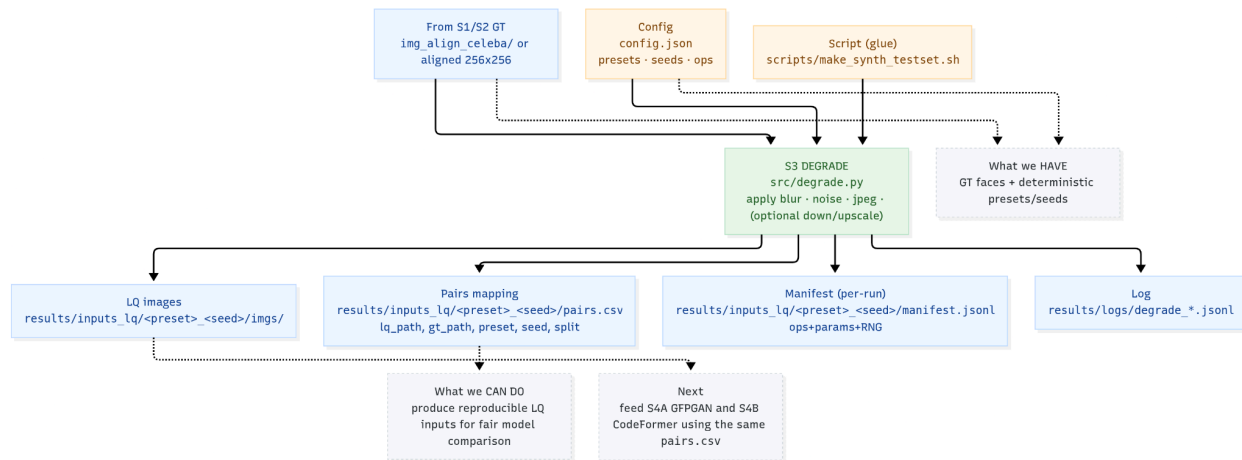 From S1/S2 GT
img_align_celeba/ or
aligned 256x256
Config
config.json
presets · seeds · ops
Script (glue)
scripts/make_synth_testset.sh
S3 DEGRADE
src/degrade.py
apply blur · noise · jpeg ·
(optional down/upscale)
What we HAVE
GT faces + deterministic
presets/seeds
LQ images
results/inputs_lq/<preset>_<seed>/imgs/
Pairs mapping
results/inputs_lq/<preset>_<seed>/pairs.csv
lq_path, gt_path, preset, seed, split
Manifest (per-run)
results/inputs_lq/<preset>_<seed>/manifest.jsonl
ops+params+RNG
Log
results/logs/degrade_*.jsonl
What we CAN DO
produce reproducible LQ
inputs for fair model
comparison
Next
feed S4A GFPGAN and S4B
CodeFormer using the same
pairs.csv